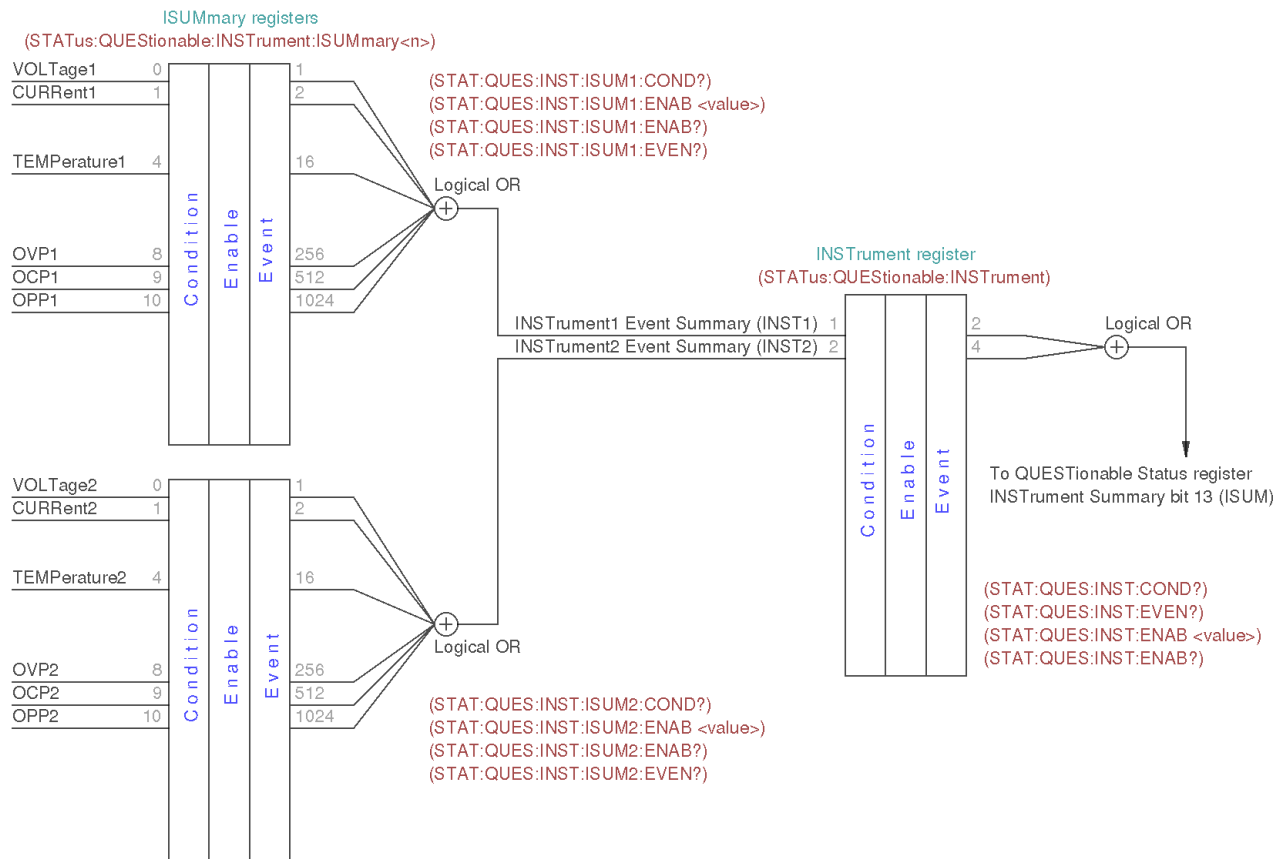 ISUMmary registers
(STATus:QUEStionable:INSTrument:ISUMmary<n>)
VOLTage1 0 1
CURRent1 1 2
TEMPerature1 4 16
OVP1 8 256
OCP1 9 512
OPP1 10 1024
Condition
Enable
Event
(STAT:QUES:INST:ISUM1:COND?)
(STAT:QUES:INST:ISUM1:ENAB <value>)
(STAT:QUES:INST:ISUM1:ENAB?)
(STAT:QUES:INST:ISUM1:EVEN?)
Logical OR
INSTrument register
(STATus:QUEStionable:INSTrument)
INSTrument1 Event Summary (INST1) 1 2
INSTrument2 Event Summary (INST2) 2 4
Condition
Enable
Event
Logical OR
To QUESTionable Status register
INSTrument Summary bit 13 (ISUM)
(STAT:QUES:INST:COND?)
(STAT:QUES:INST:EVEN?)
(STAT:QUES:INST:ENAB <value>)
(STAT:QUES:INST:ENAB?)
VOLTage2 0 1
CURRent2 1 2
TEMPerature2 4 16
OVP2 8 256
OCP2 9 512
OPP2 10 1024
Condition
Enable
Event
Logical OR
(STAT:QUES:INST:ISUM2:COND?)
(STAT:QUES:INST:ISUM2:ENAB <value>)
(STAT:QUES:INST:ISUM2:ENAB?)
(STAT:QUES:INST:ISUM2:EVEN?)